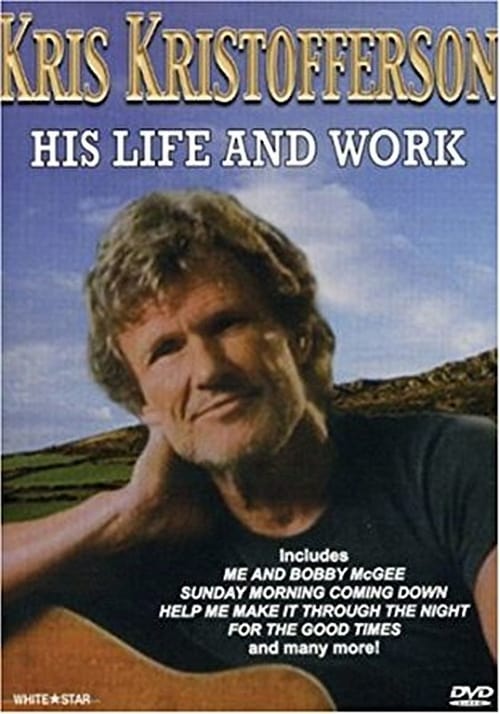 KRIS KRISTOFFERSON
HIS LIFE AND WORK
Includes
ME AND BOBBY McGEE
SUNDAY MORNING COMING DOWN
HELP ME MAKE IT THROUGH THE NIGHT
FOR THE GOOD TIMES
and many more!
WHITE★STAR
DVD
VIDEO